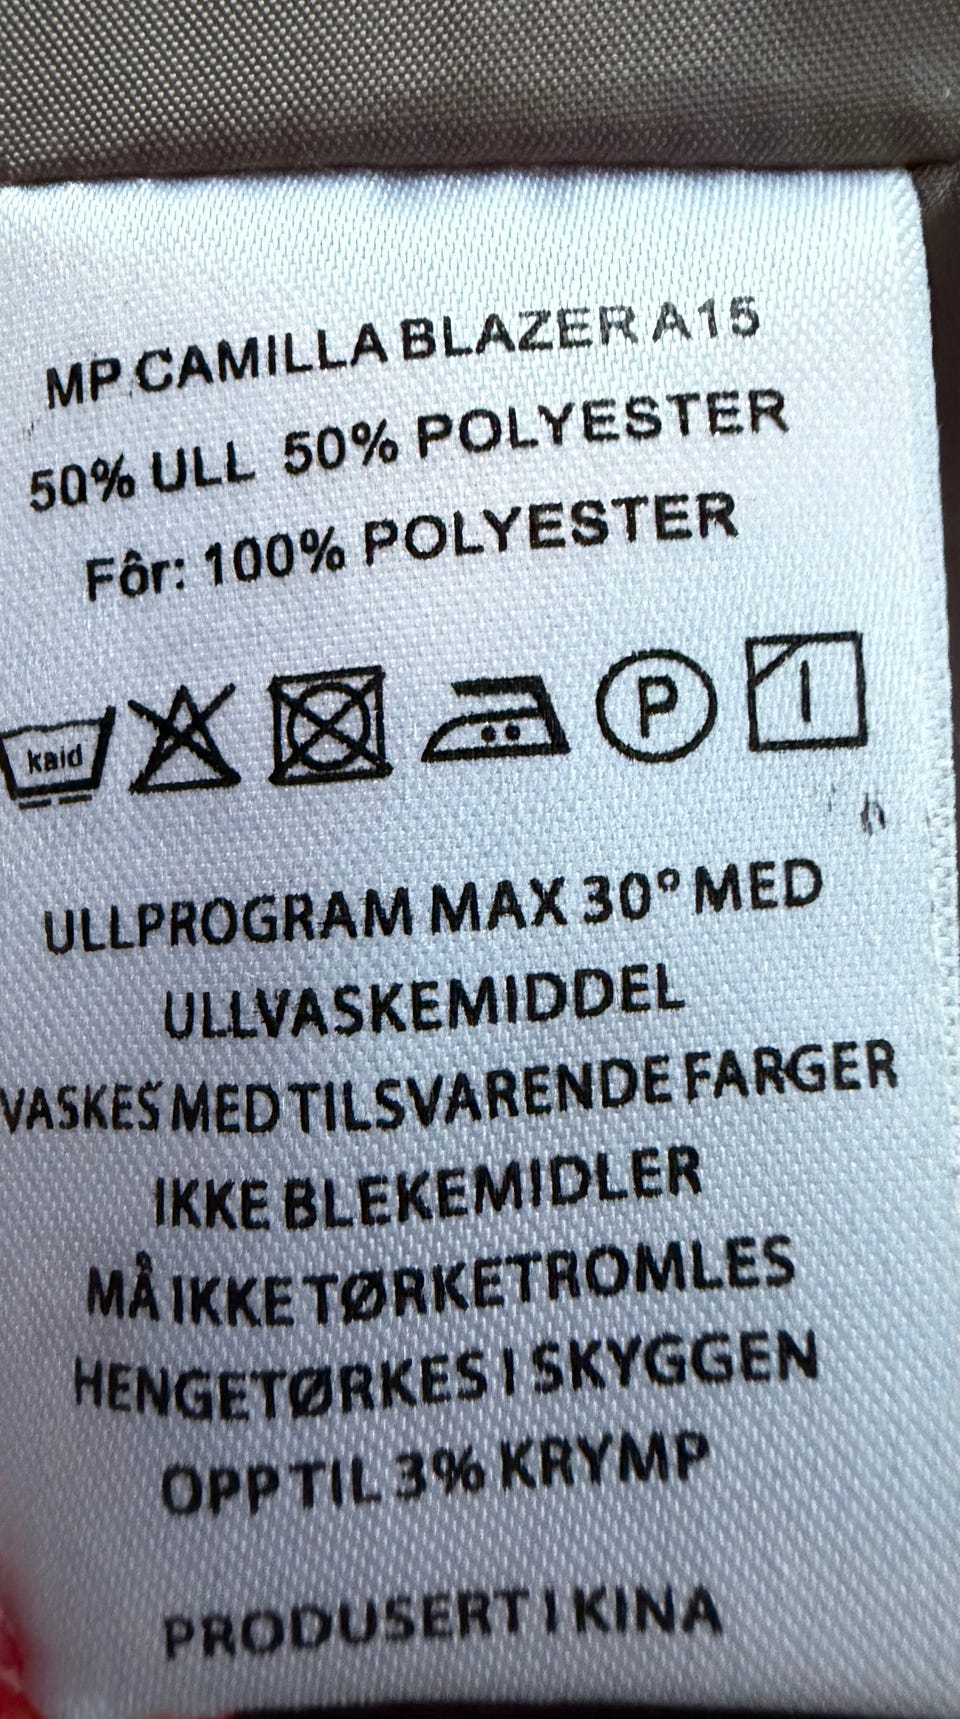 MP CAMILLA BLAZER A15
50% ULL 50% POLYESTER
Fôr: 100% POLYESTER
kald P
ULLPROGRAM MAX 30° MED
ULLVASKEMIDDEL
VASKES MED TILSVARENDE FARGER
IKKE BLEKEMIDLER
MÅ IKKE TØRKETROMLES
HENGETØRKES I SKYGGEN
OPP TIL 3% KRYMP
PRODUSERT I KINA